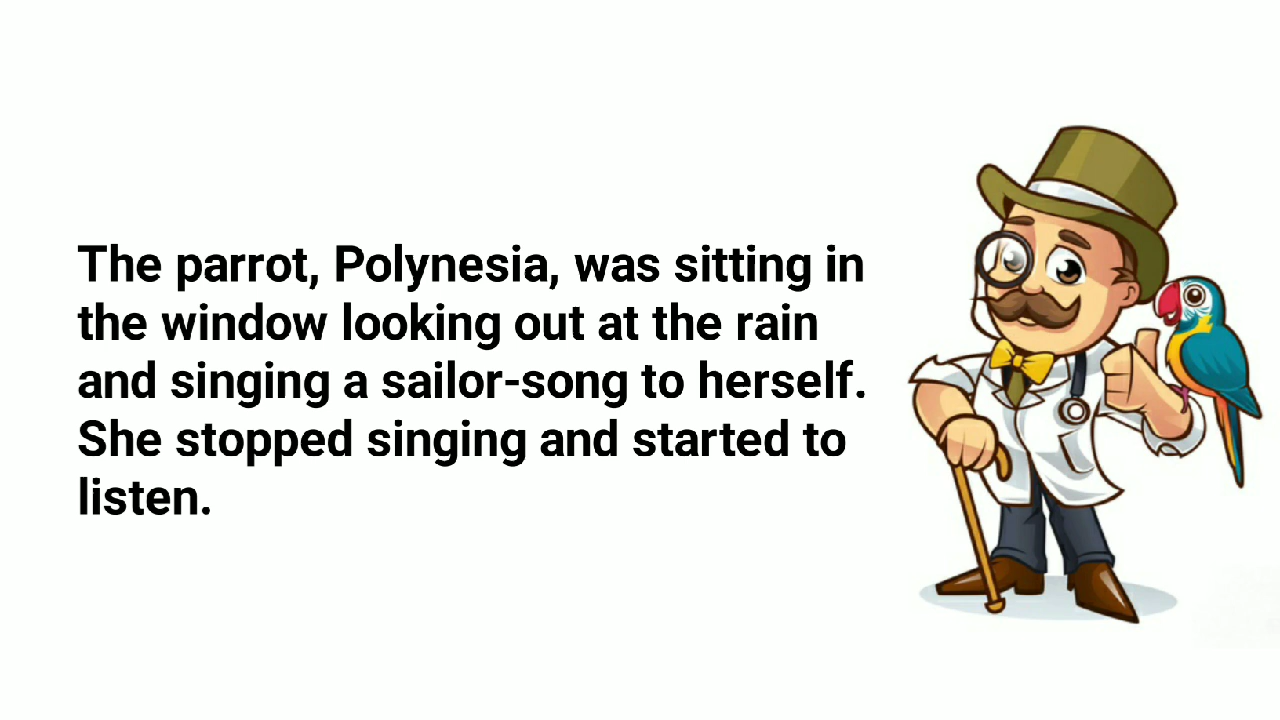 The parrot, Polynesia, was sitting in
the window looking out at the rain
and singing a sailor-song to herself.
She stopped singing and started to
listen.